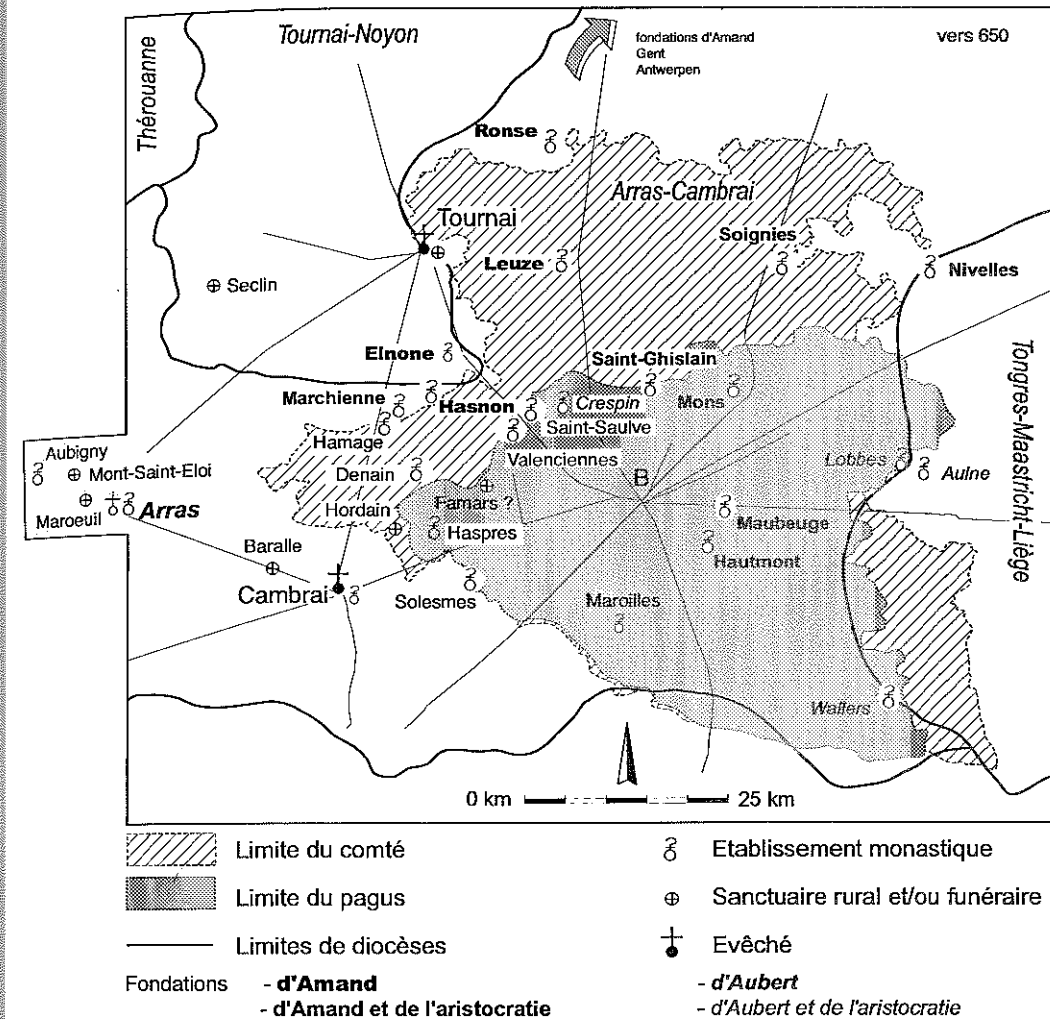 Tournai-Noyon
fondations d'Amand
Gent
Antwerpen
vers 650
Thérouanne
Ronse
Arras-Cambrai
Tournai
Soignies
Leuze
Nivelles
Seclin
Elnone
Saint-Ghislain
Tongres-Maastricht-Liège
Marchienne
Hasnon
Crespin
Mons
Hamage
Saint-Saulve
Aubigny
Mont-Saint-Eloi
Denain
Valenciennes
Lobbes
Aulne
B
Maroeuil
Arras
Hordain
Famars ?
Maubeuge
Haspres
Hautmont
Baralle
Cambrai
Solesmes
Maroilles
Wallers
0 km
25 km
Limite du comté
Etablissement monastique
Limite du pagus
Sanctuaire rural et/ou funéraire
Limites de diocèses
Evêché
Fondations - d'Amand
- d'Aubert
- d'Amand et de l'aristocratie
- d'Aubert et de l'aristocratie